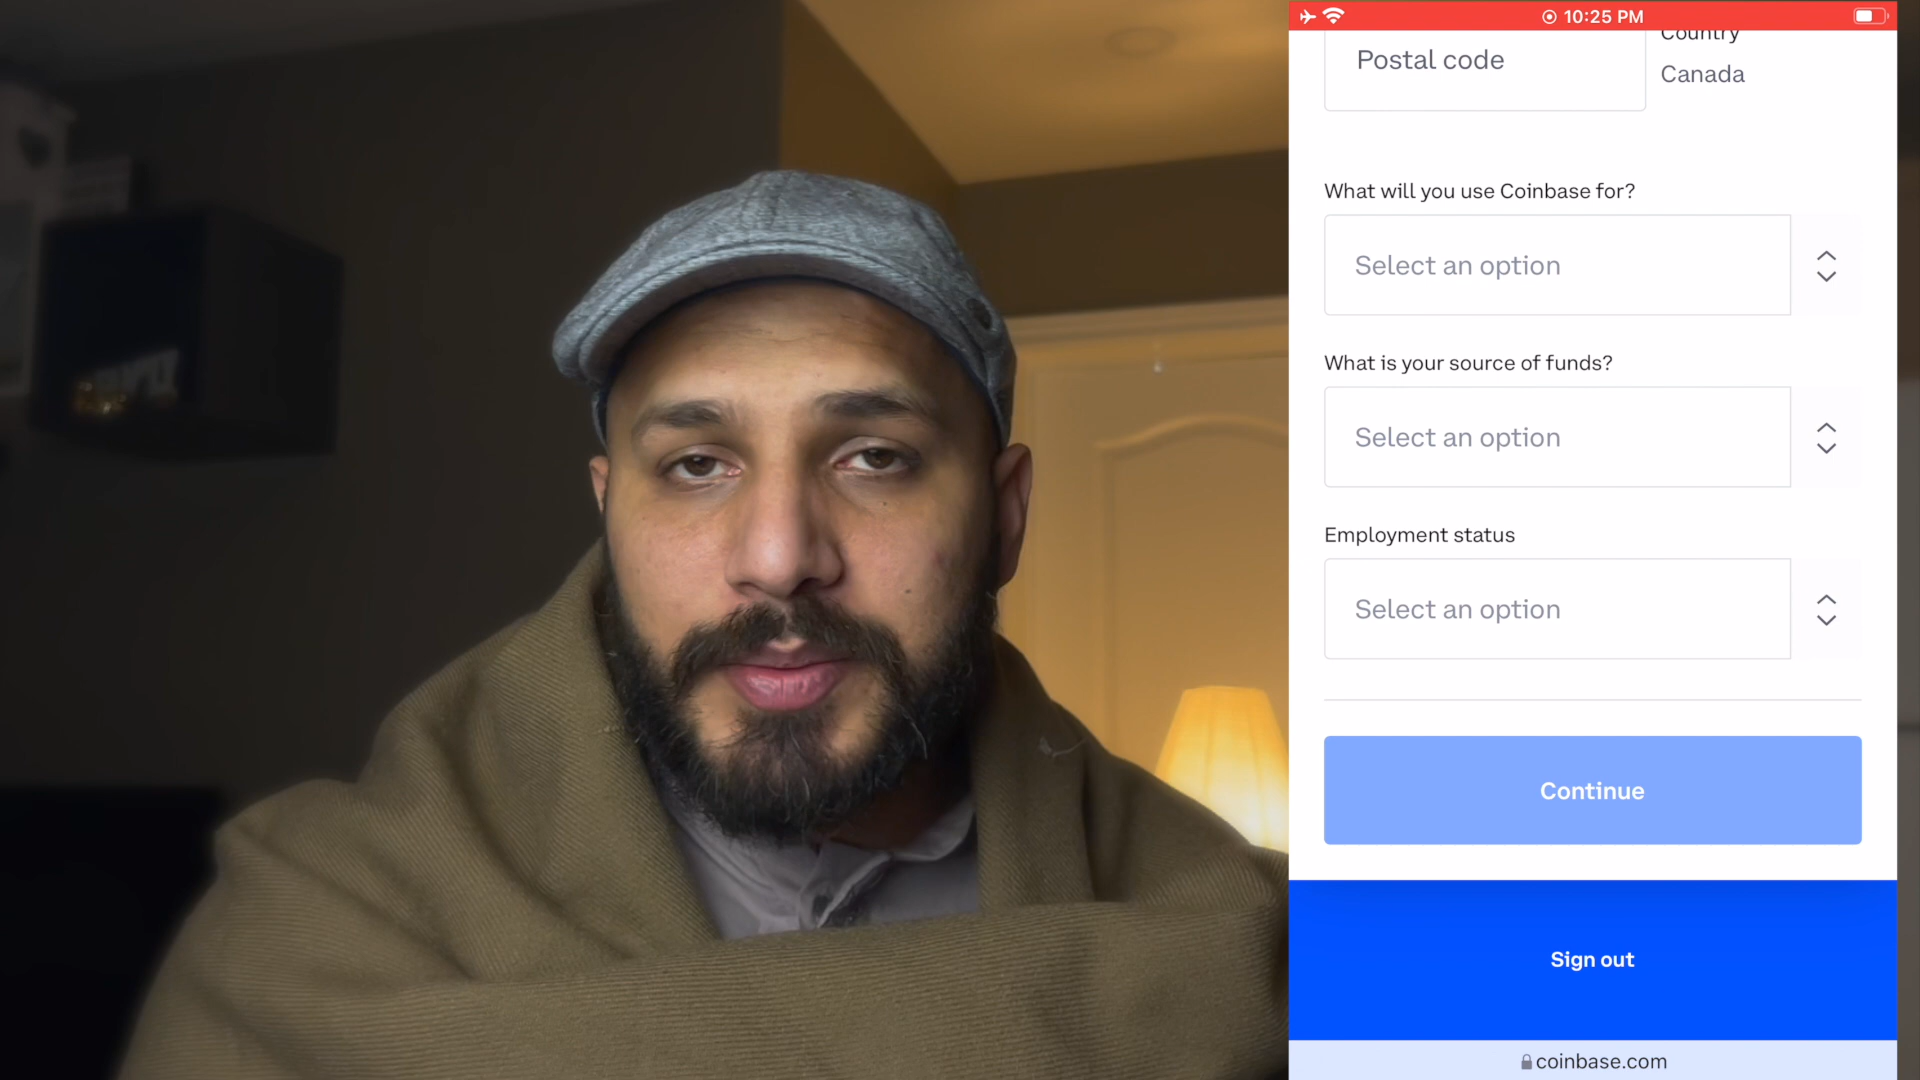 10:25 PM
Country
Postal code
Canada
What will you use Coinbase for?
Select an option
What is your source of funds?
Select an option
Employment status
Select an option
Continue
Sign out
coinbase.com